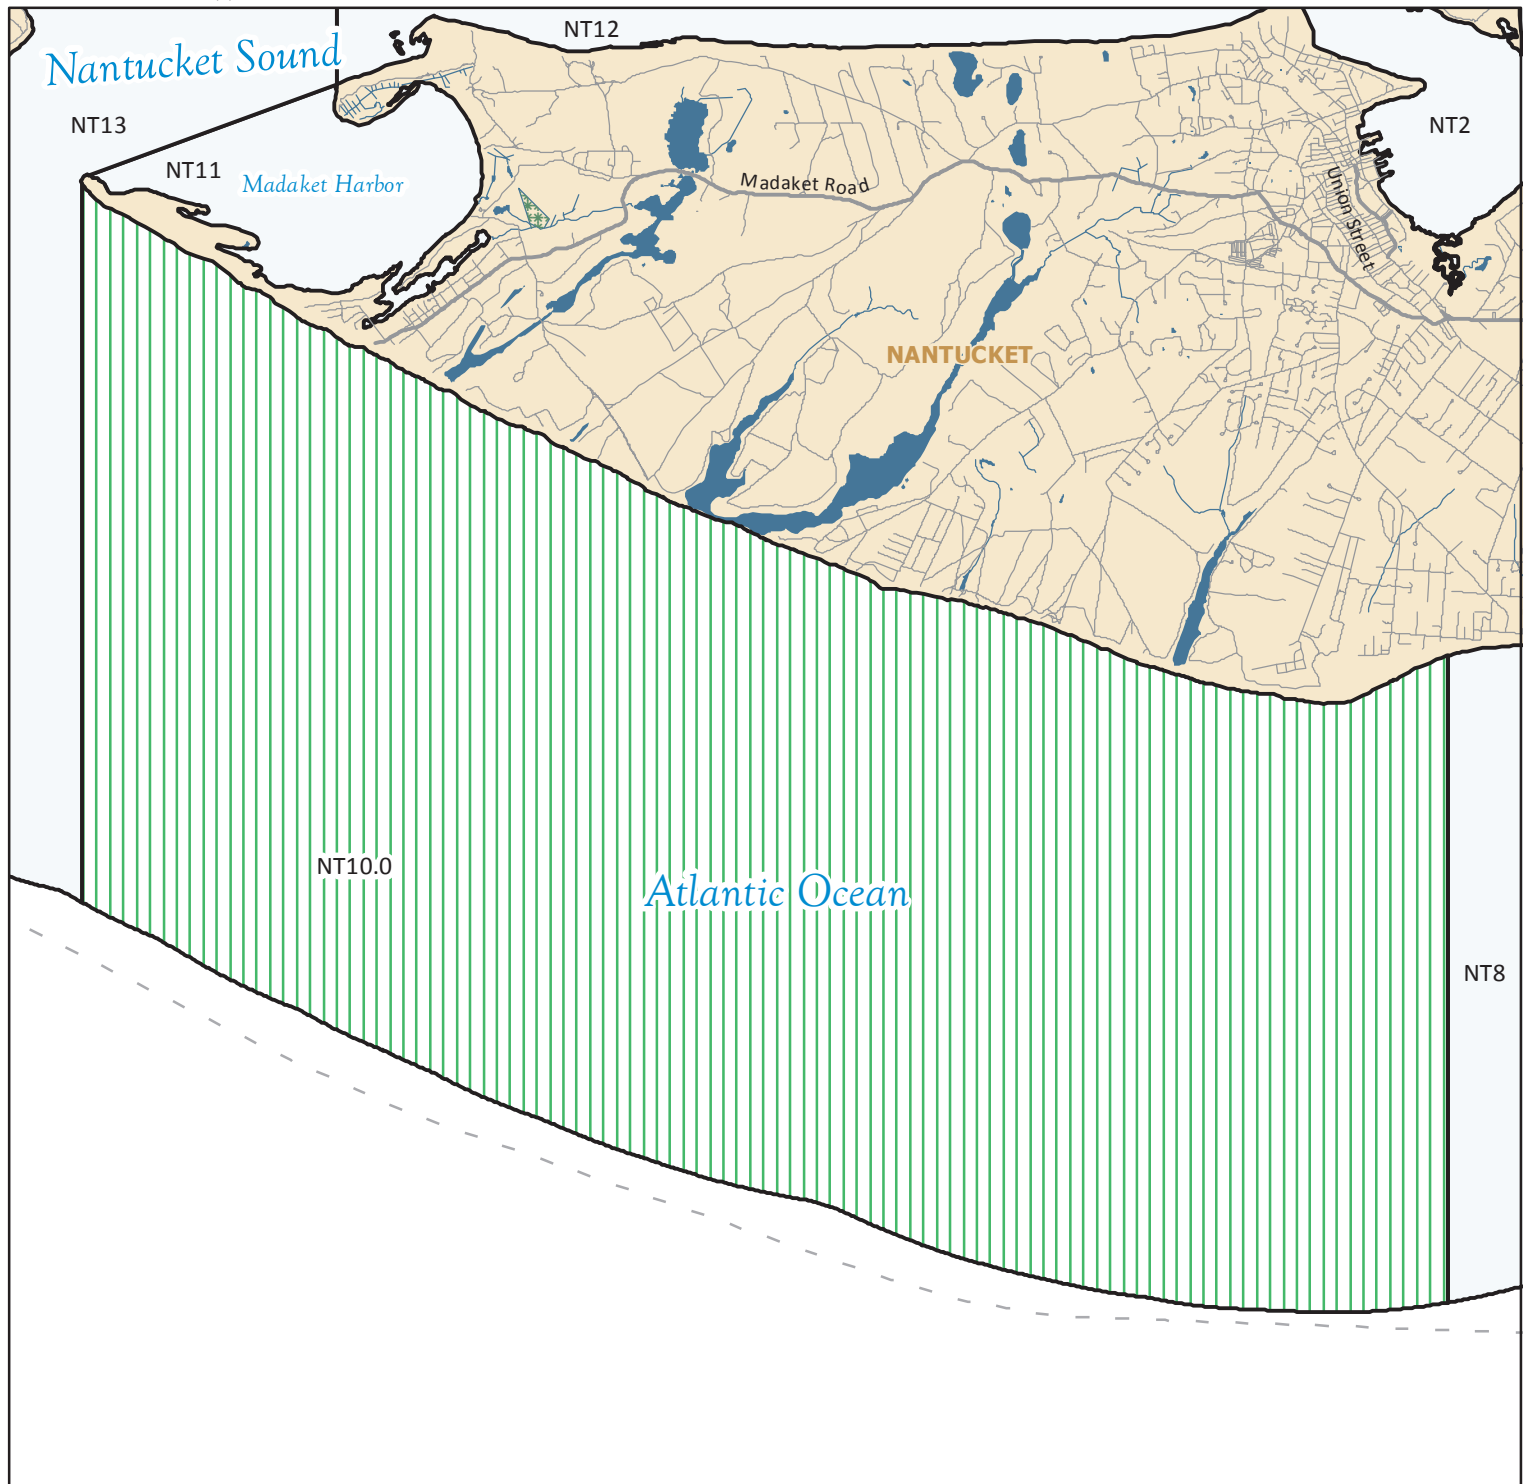 NT12
Nantucket Sound
NT13
NT2
NT11
Madaket Harbor
Madaket Road
Union Street
NANTUCKET
NT10.0
Atlantic Ocean
NT8